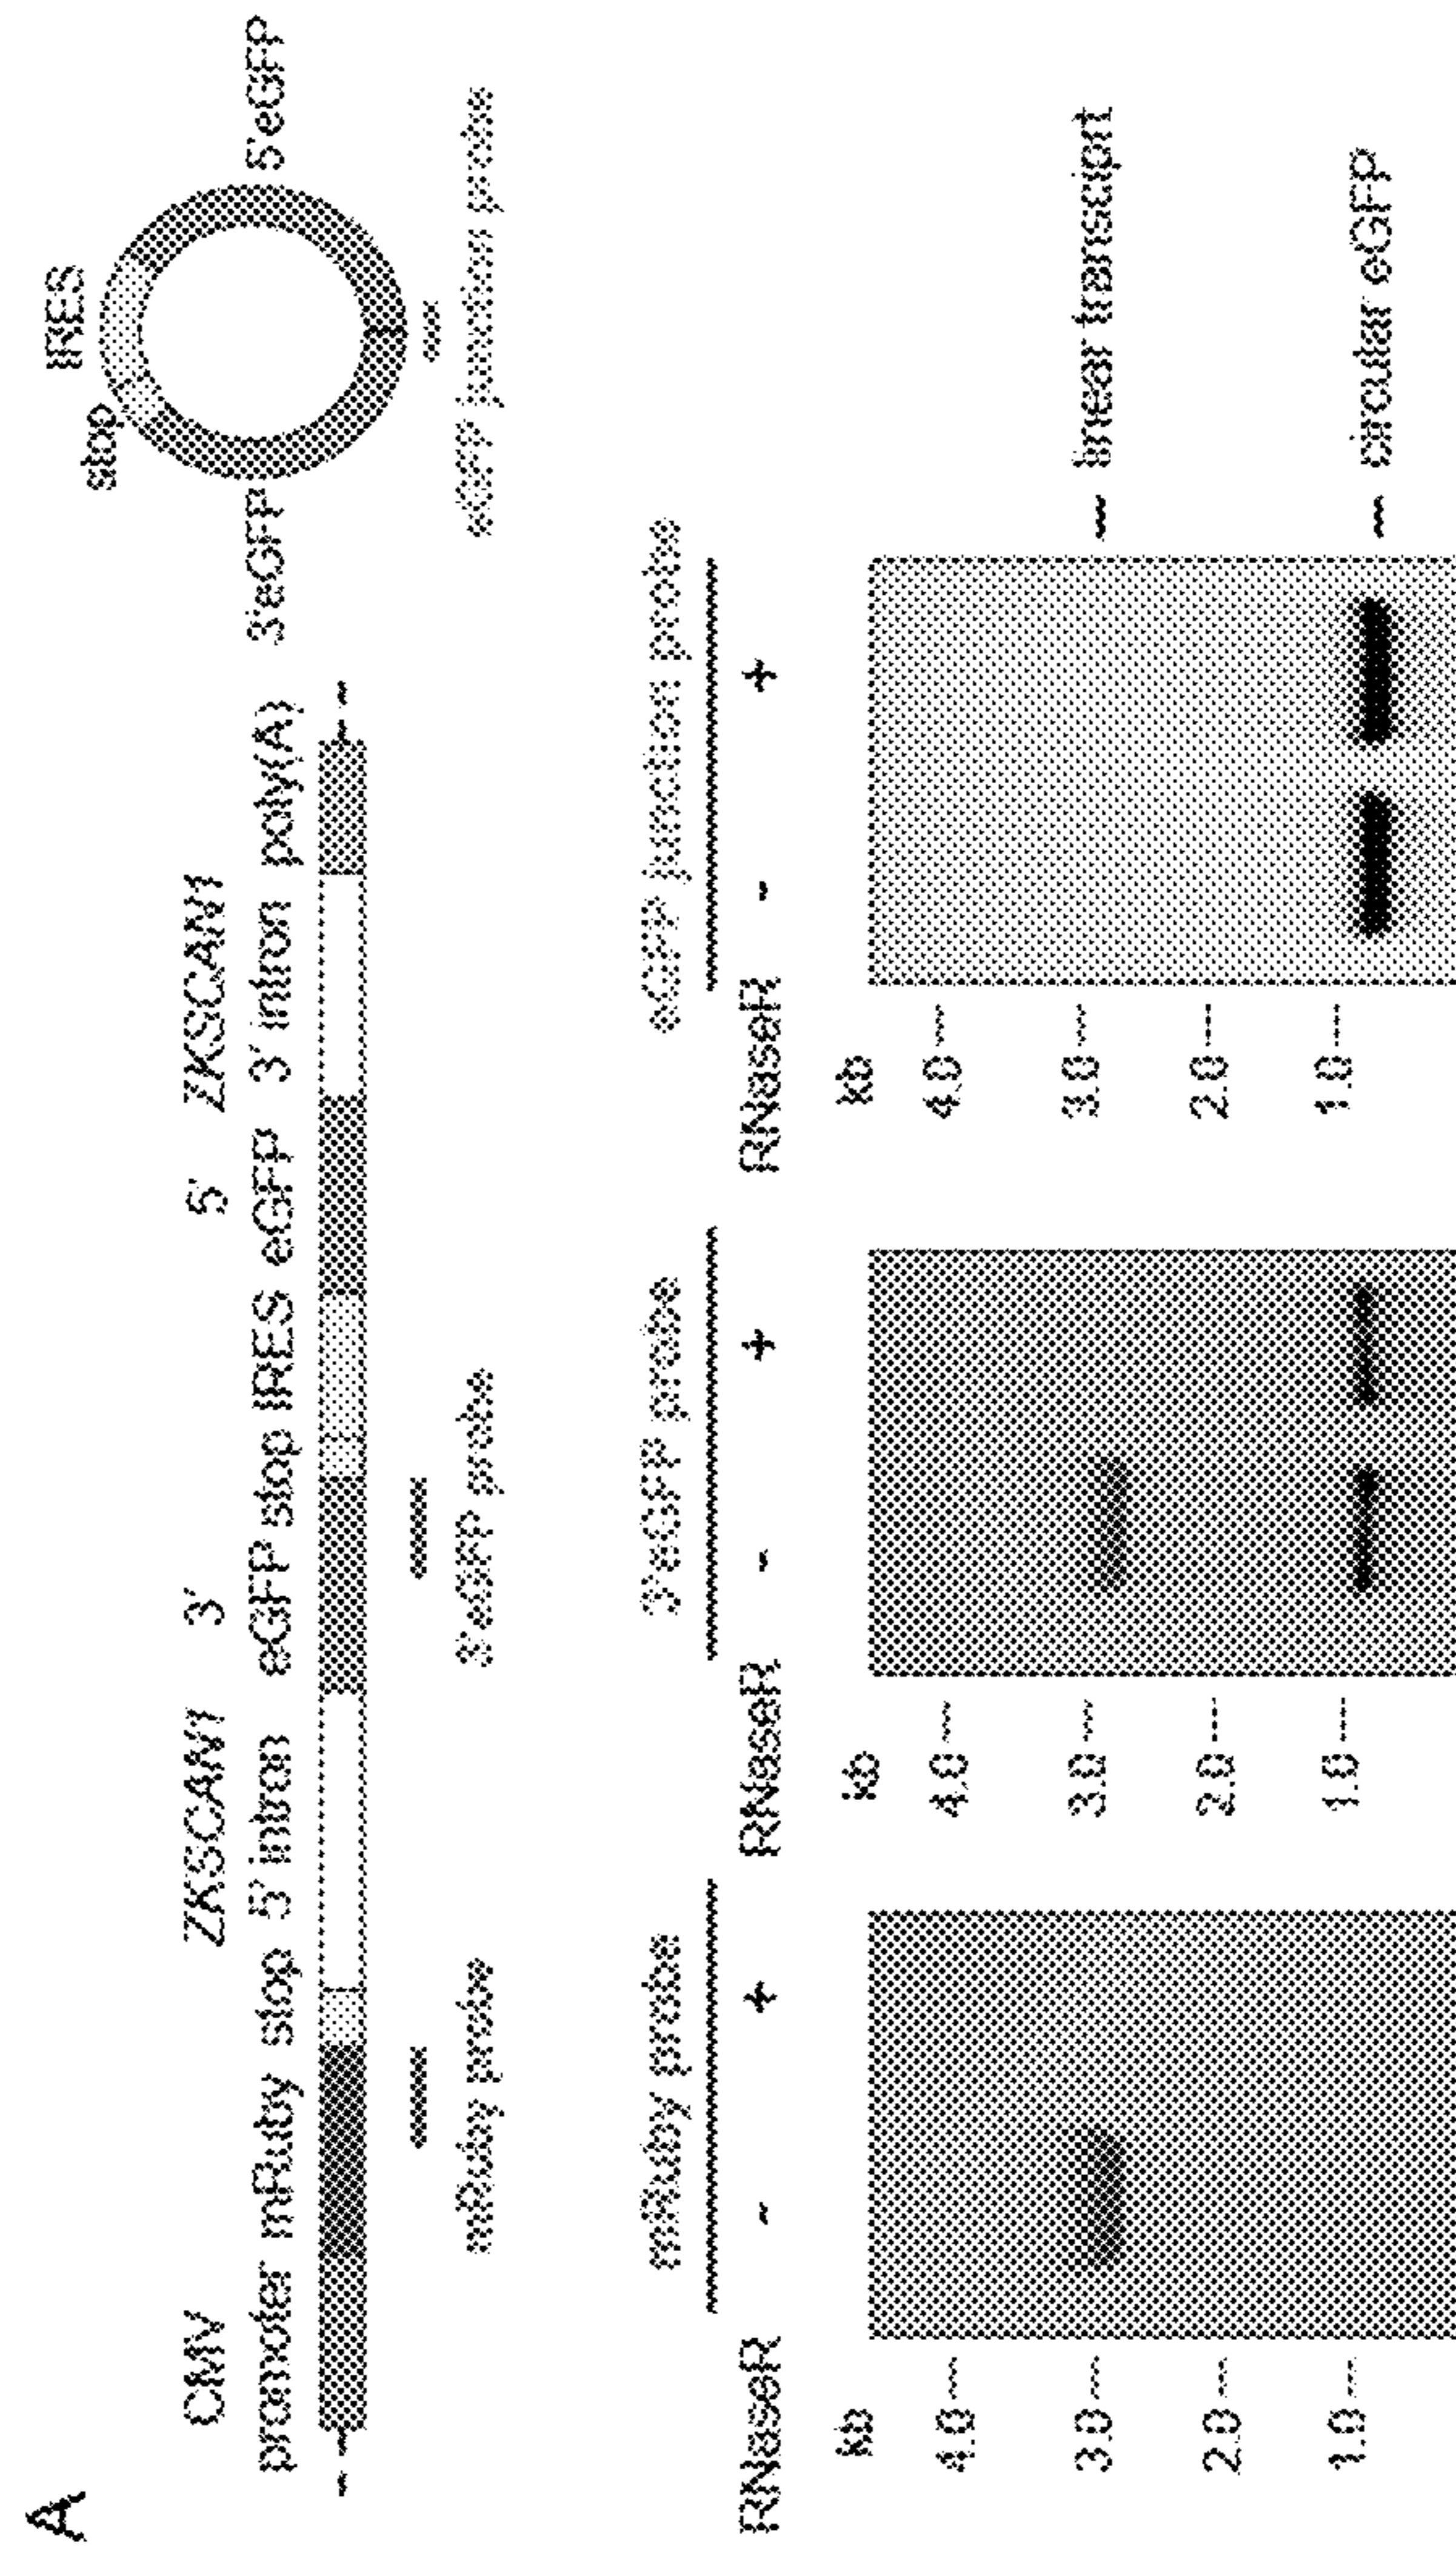 A
CMV ZKSCAN1 3' 5' ZKSCAN1
promoter mRuby stop 5' intron eGFP stop IRES eGFP 3' intron poly(A)
mRuby probe 3'eGFP probe
IRES
stop
3'eGFP 5'eGFP
eGFP junction probe
mRuby probe 3'eGFP probe eGFP junction probe
RNaseR - + RNaseR - + RNaseR - +
kb kb kb
4.0 4.0 4.0
3.0 3.0 3.0 linear transcipt
2.0 2.0 2.0
1.0 1.0 1.0 circular eGFP